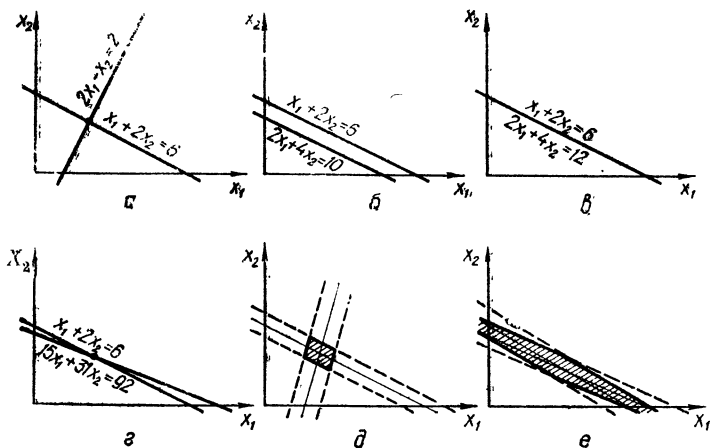 x₂
2x₁-x₂=2
x₁+2x₂=6
x₁
а
x₂
x₁+2x₂=6
2x₁+4x₂=10
x₁
б
x₂
x₁+2x₂=6
2x₁+4x₂=12
x₁
в
X₂
x₁+2x₂=6
15x₁+31x₂=92
x₁
г
x₂
x₁
д
x₂
x₁
е